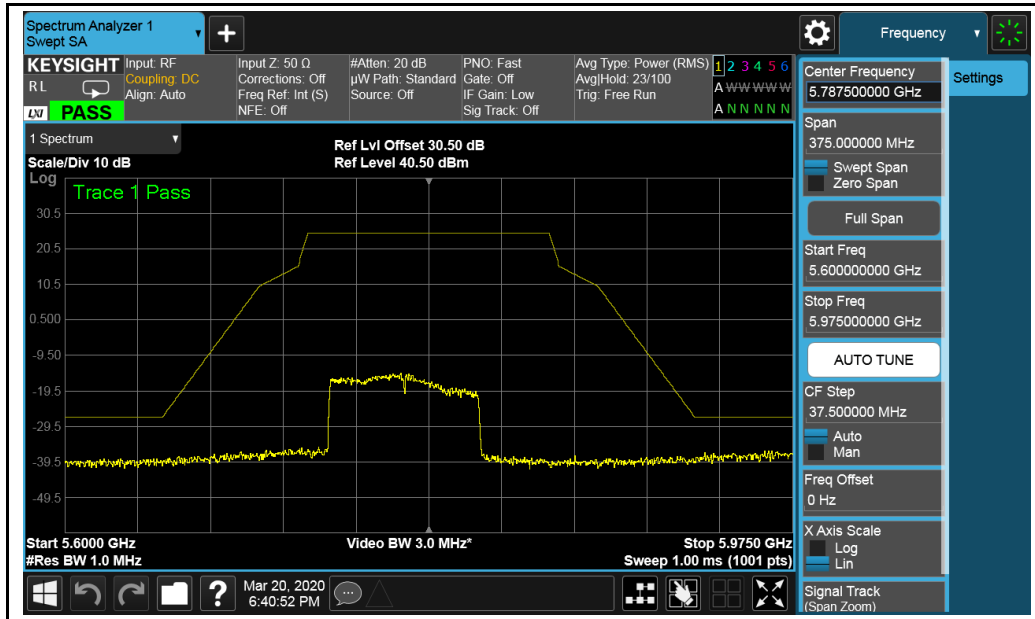 Spectrum Analyzer 1
Swept SA
+
Frequency
KEYSIGHT
RL
LXI PASS
Input: RF
Coupling: DC
Align: Auto
Input Z: 50 Ω
Corrections: Off
Freq Ref: Int (S)
NFE: Off
#Atten: 20 dB
µW Path: Standard
Source: Off
PNO: Fast
Gate: Off
IF Gain: Low
Sig Track: Off
Avg Type: Power (RMS)
Avg|Hold: 23/100
Trig: Free Run
1 2 3 4 5 6
A W W W W W
A N N N N N
1 Spectrum
Scale/Div 10 dB
Ref Lvl Offset 30.50 dB
Ref Level 40.50 dBm
Log
Trace 1 Pass
30.5
20.5
10.5
0.500
-9.50
-19.5
-29.5
-39.5
-49.5
Start 5.6000 GHz
#Res BW 1.0 MHz
Video BW 3.0 MHz*
Stop 5.9750 GHz
Sweep 1.00 ms (1001 pts)
Center Frequency
5.787500000 GHz
Settings
Span
375.000000 MHz
Swept Span
Zero Span
Full Span
Start Freq
5.600000000 GHz
Stop Freq
5.975000000 GHz
AUTO TUNE
CF Step
37.500000 MHz
Auto
Man
Freq Offset
0 Hz
X Axis Scale
Log
Lin
Signal Track
(Span Zoom)
?
Mar 20, 2020
6:40:52 PM